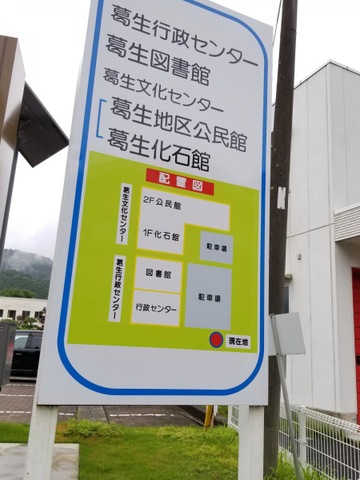 葛生行政センター
葛生図書館
葛生文化センター
葛生地区公民館
葛生化石館
配置図
葛生文化センター
2F公民館
1F化石館
駐車場
葛生行政センター
図書館
行政センター
駐車場
現在地